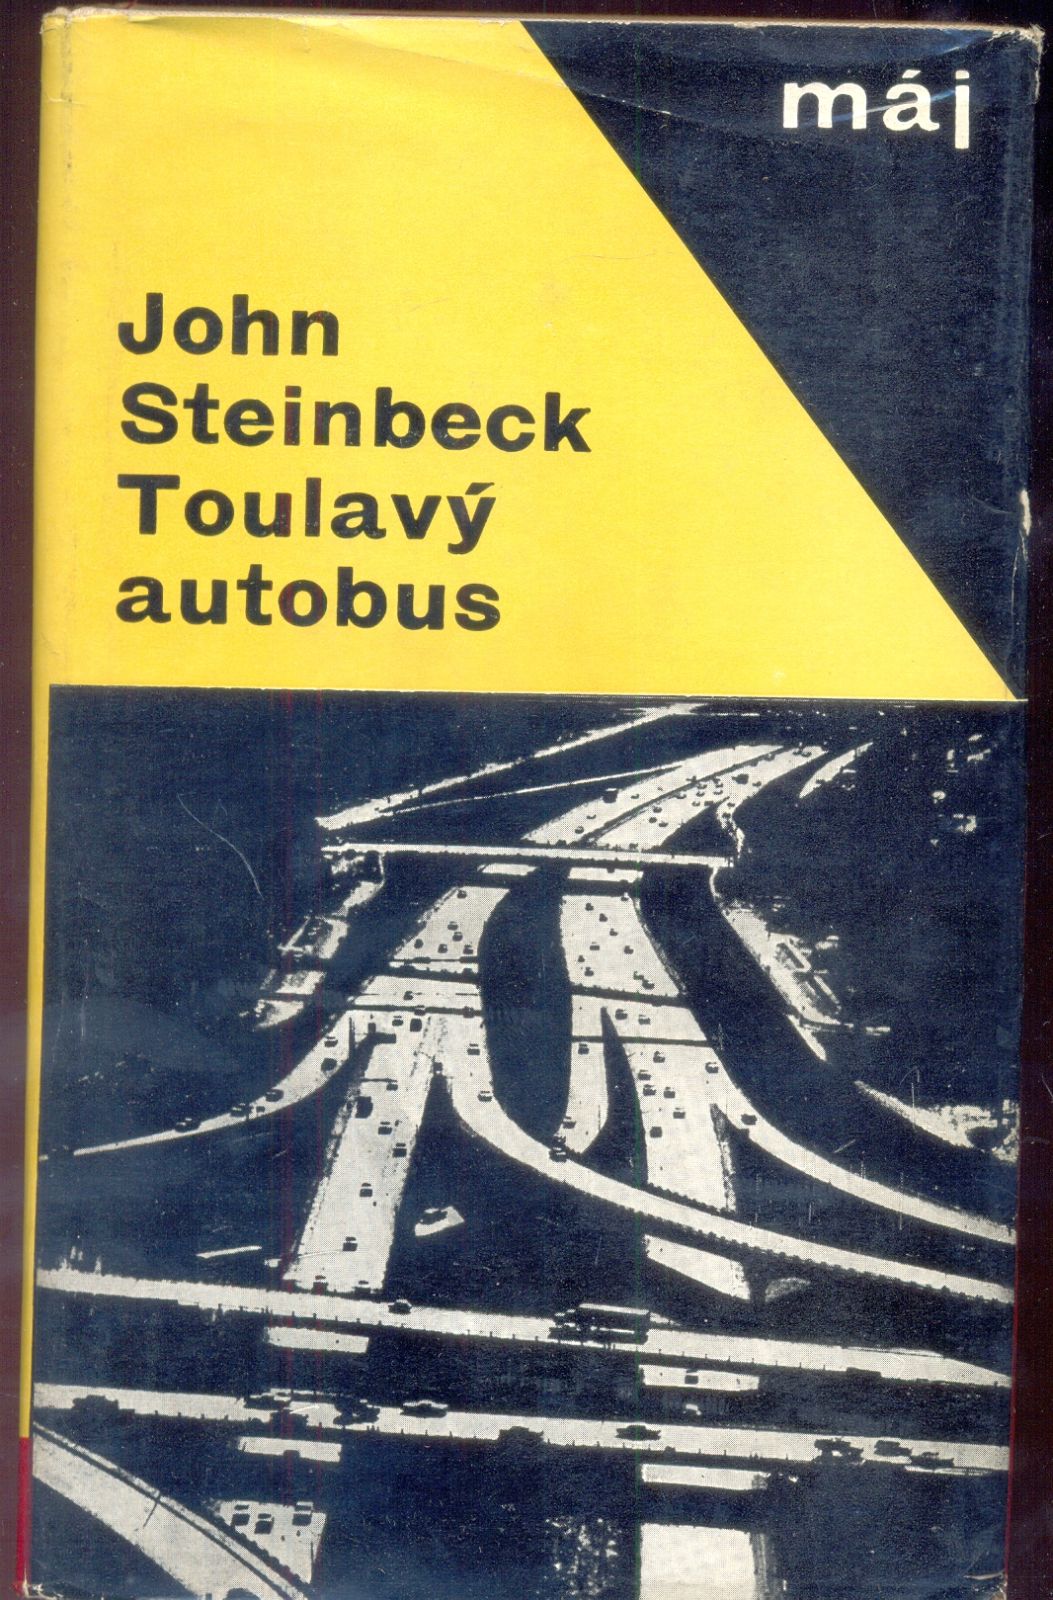 máj
John
Steinbeck
Toulavý
autobus